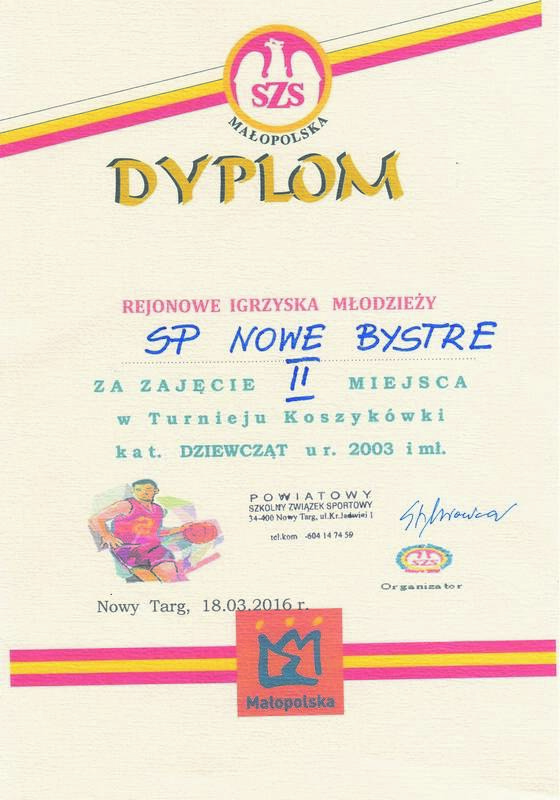 SZS
MAŁOPOLSKA
DYPLOM
REJONOWE IGRZYSKA MŁODZIEŻY
SP NOWE BYSTRE
ZA ZAJĘCIE II MIEJSCA
w Turnieju Koszykówki
kat. DZIEWCZĄT ur. 2003 i mł.
POWIATOWY
SZKOLNY ZWIĄZEK SPORTOWY
34-400 Nowy Targ, ul.Kr.Jadwigi 1
tel.kom -604 14 74 59
SZS
Organizator
Nowy Targ, 18.03.2016 r.
Małopolska